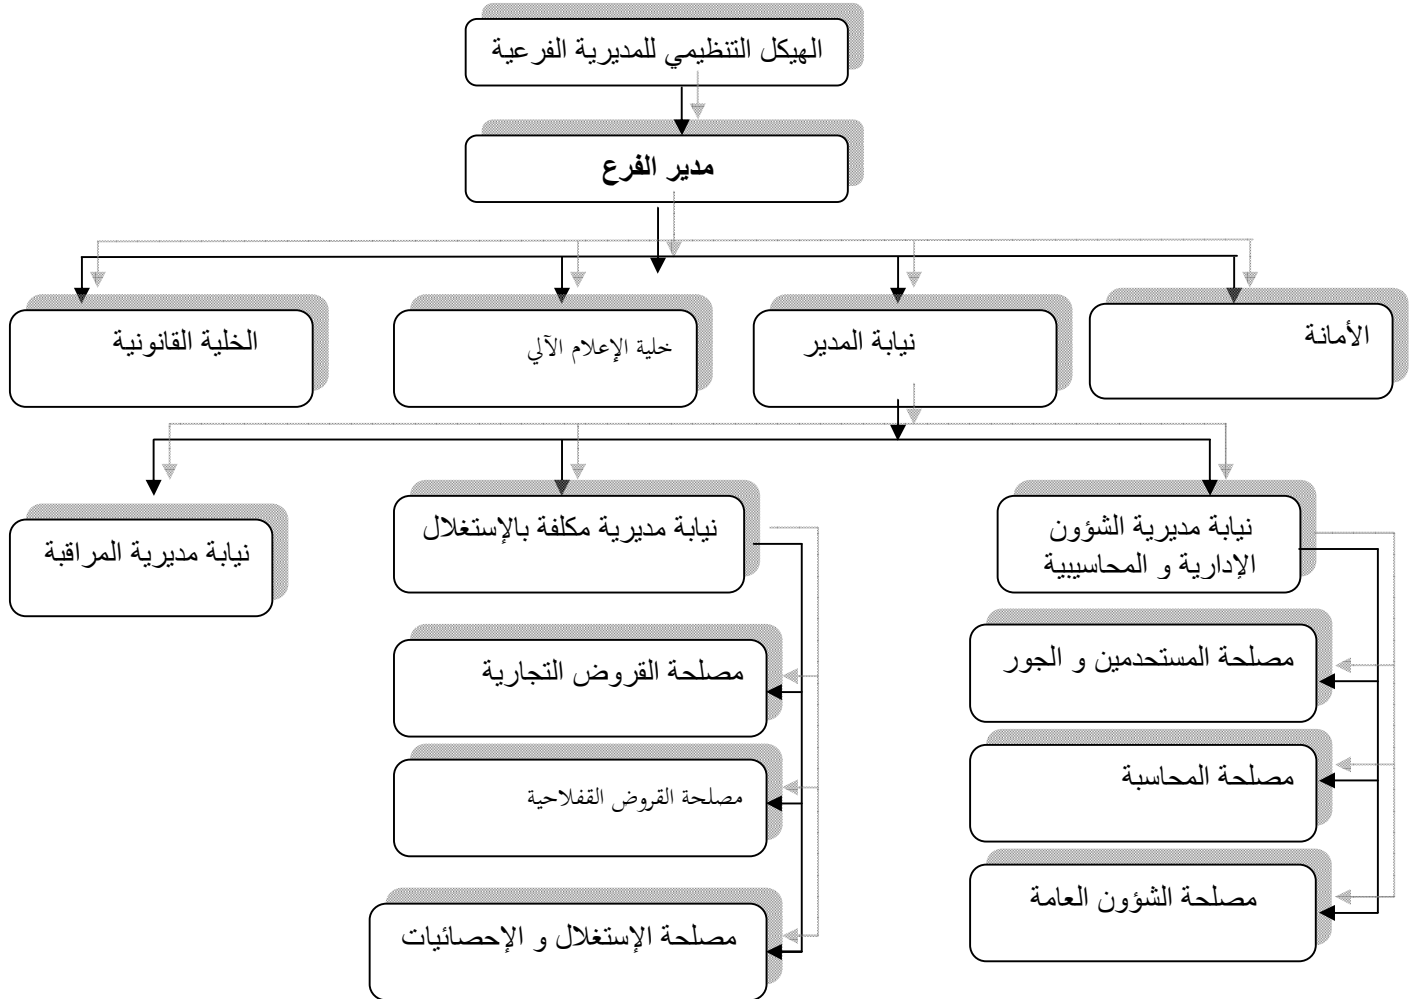 الهيكل التنظيمي للمديرية الفرعية
مدير الفرع
الأمانة
نيابة المدير
خلية الإعلام الآلي
الخلية القانونية
نيابة مديرية الشؤون
الإدارية و المحاسيبية
نيابة مديرية مكلفة بالإستغلال
نيابة مديرية المراقبة
مصلحة المستحدمين و الجور
مصلحة القروض التجارية
مصلحة المحاسبة
مصلحة القروض القفلاحية
مصلحة الشؤون العامة
مصلحة الإستغلال و الإحصائيات